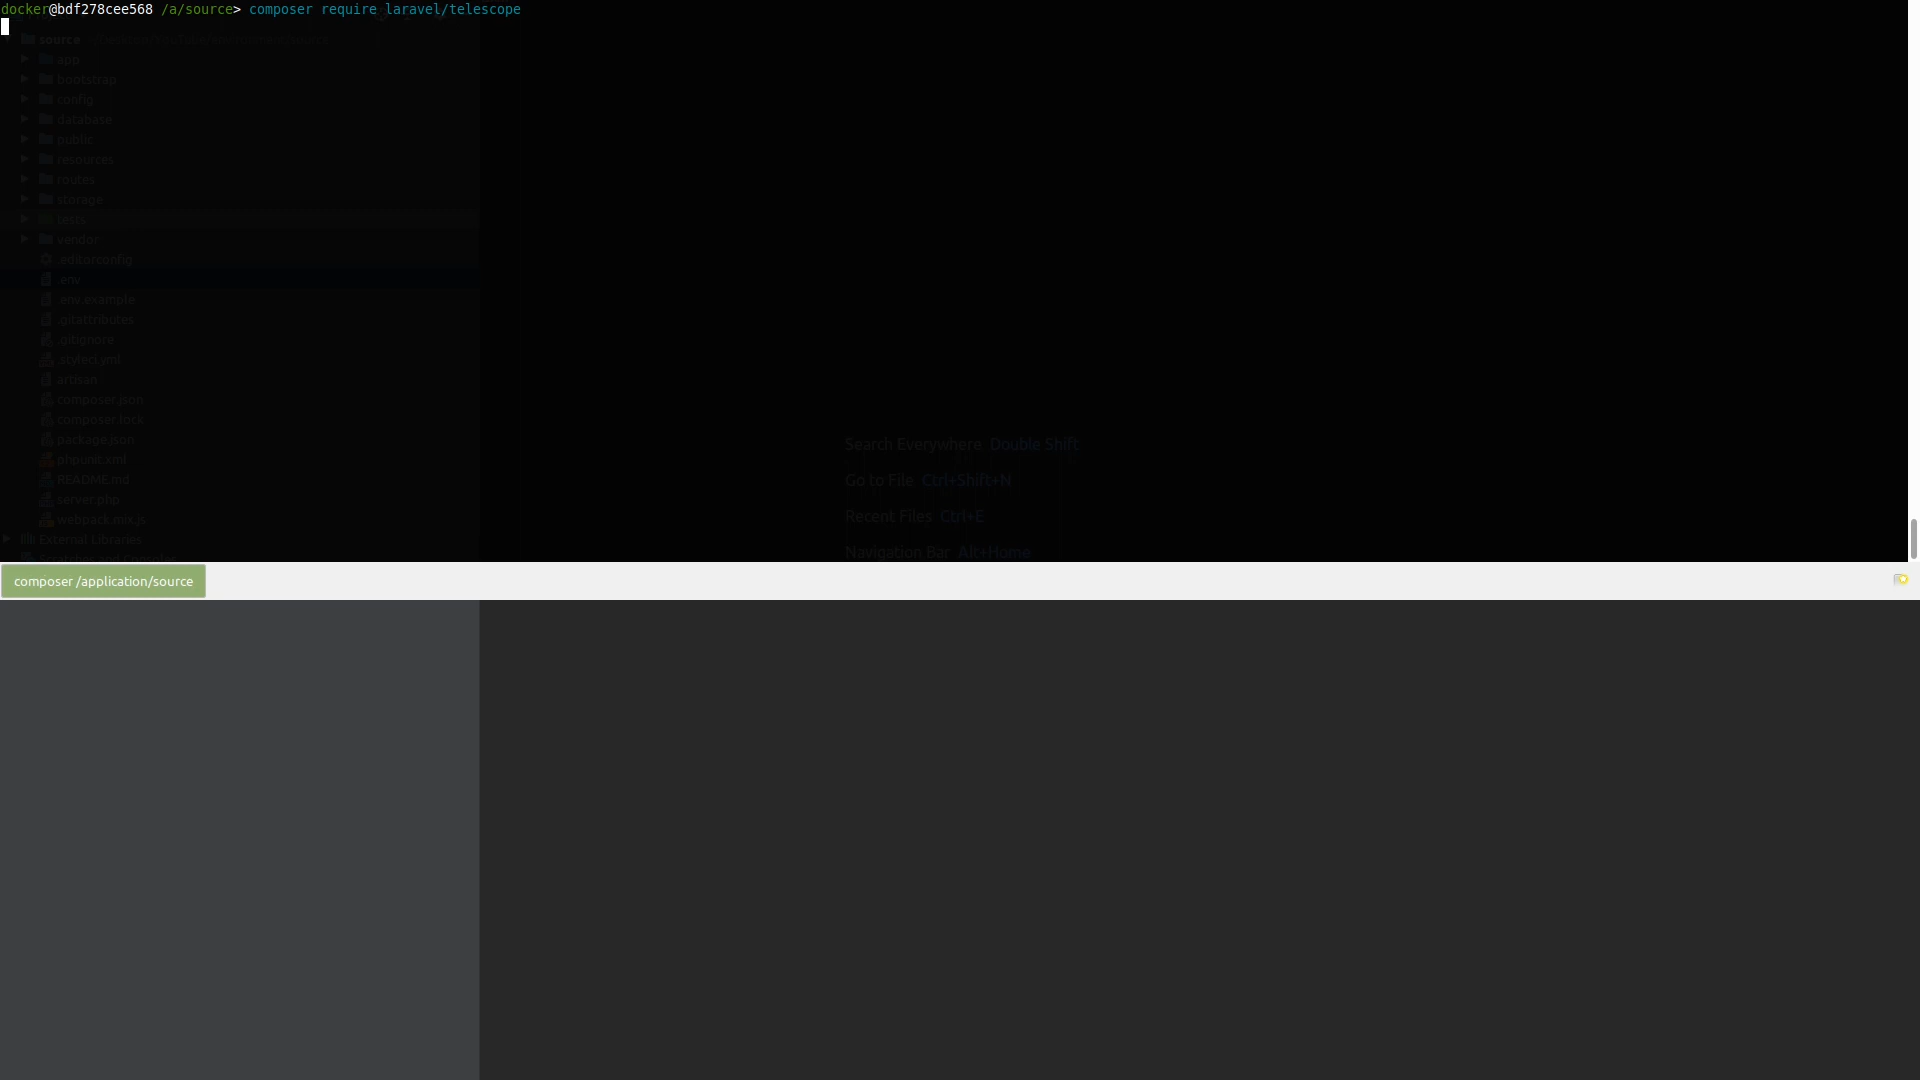 docker@bdf278cee568 /a/source> composer require laravel/telescope
source
app
bootstrap
config
database
public
resources
routes
storage
tests
vendor
.editorconfig
.env
.env.example
.gitattributes
.gitignore
.styleci.yml
artisan
composer.json
composer.lock
package.json
phpunit.xml
README.md
server.php
webpack.mix.js
External Libraries
Scratches and Consoles
Search Everywhere Double Shift
Go to File Ctrl+Shift+N
Recent Files Ctrl+E
Navigation Bar Alt+Home
composer /application/source